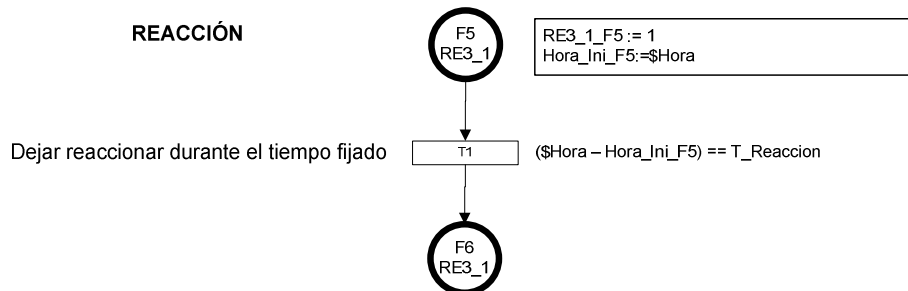 REACCIÓN
F5
RE3_1
RE3_1_F5 := 1
Hora_Ini_F5:=$Hora
Dejar reaccionar durante el tiempo fijado
T1
($Hora – Hora_Ini_F5) == T_Reaccion
F6
RE3_1